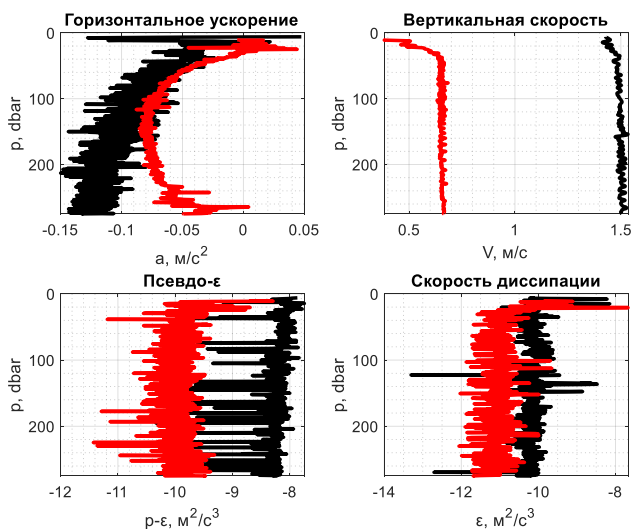 Горизонтальное ускорение
0
100
200
p, dbar
-0.15
-0.1
-0.05
0
0.05
a, м/с2
Вертикальная скорость
0
100
200
p, dbar
0.5
1
1.5
V, м/с
Псевдо-ε
0
100
200
p, dbar
-12
-11
-10
-9
-8
p-ε, м2/с3
Скорость диссипации
0
100
200
p, dbar
-14
-12
-10
-8
ε, м2/с3